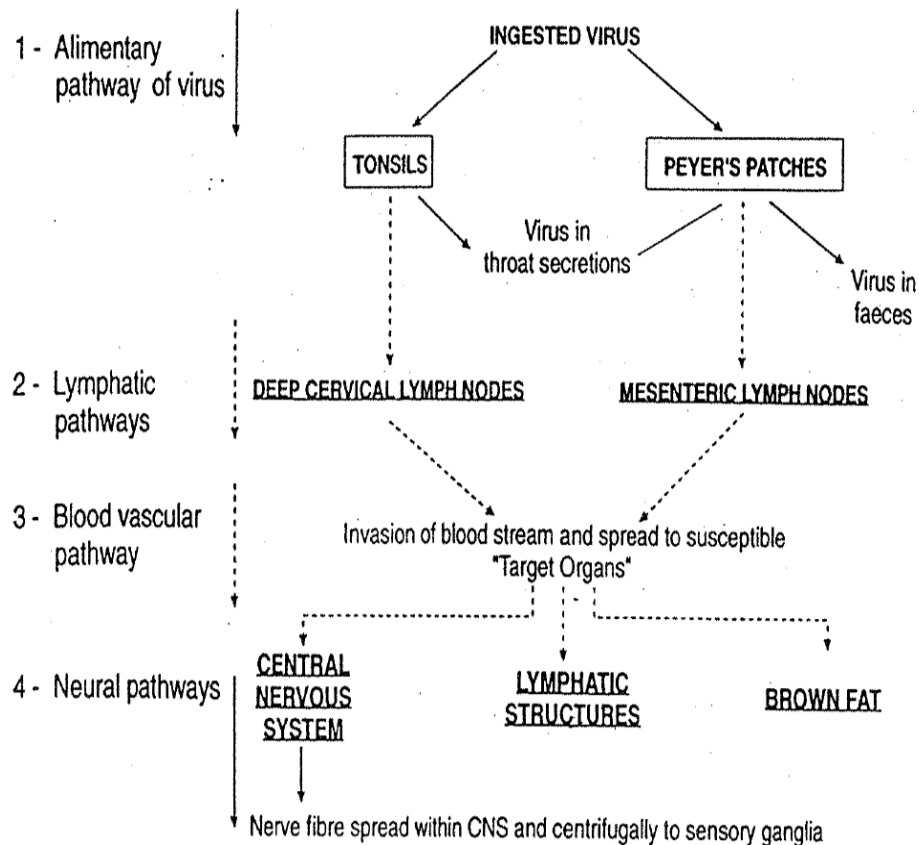 1 - Alimentary
pathway of virus
INGESTED VIRUS
TONSILS
PEYER'S PATCHES
Virus in
throat secretions
Virus in
faeces
2 - Lymphatic
pathways
DEEP CERVICAL LYMPH NODES
MESENTERIC LYMPH NODES
3 - Blood vascular
pathway
Invasion of blood stream and spread to susceptible
"Target Organs"
4 - Neural pathways
CENTRAL
NERVOUS
SYSTEM
LYMPHATIC
STRUCTURES
BROWN FAT
Nerve fibre spread within CNS and centrifugally to sensory ganglia